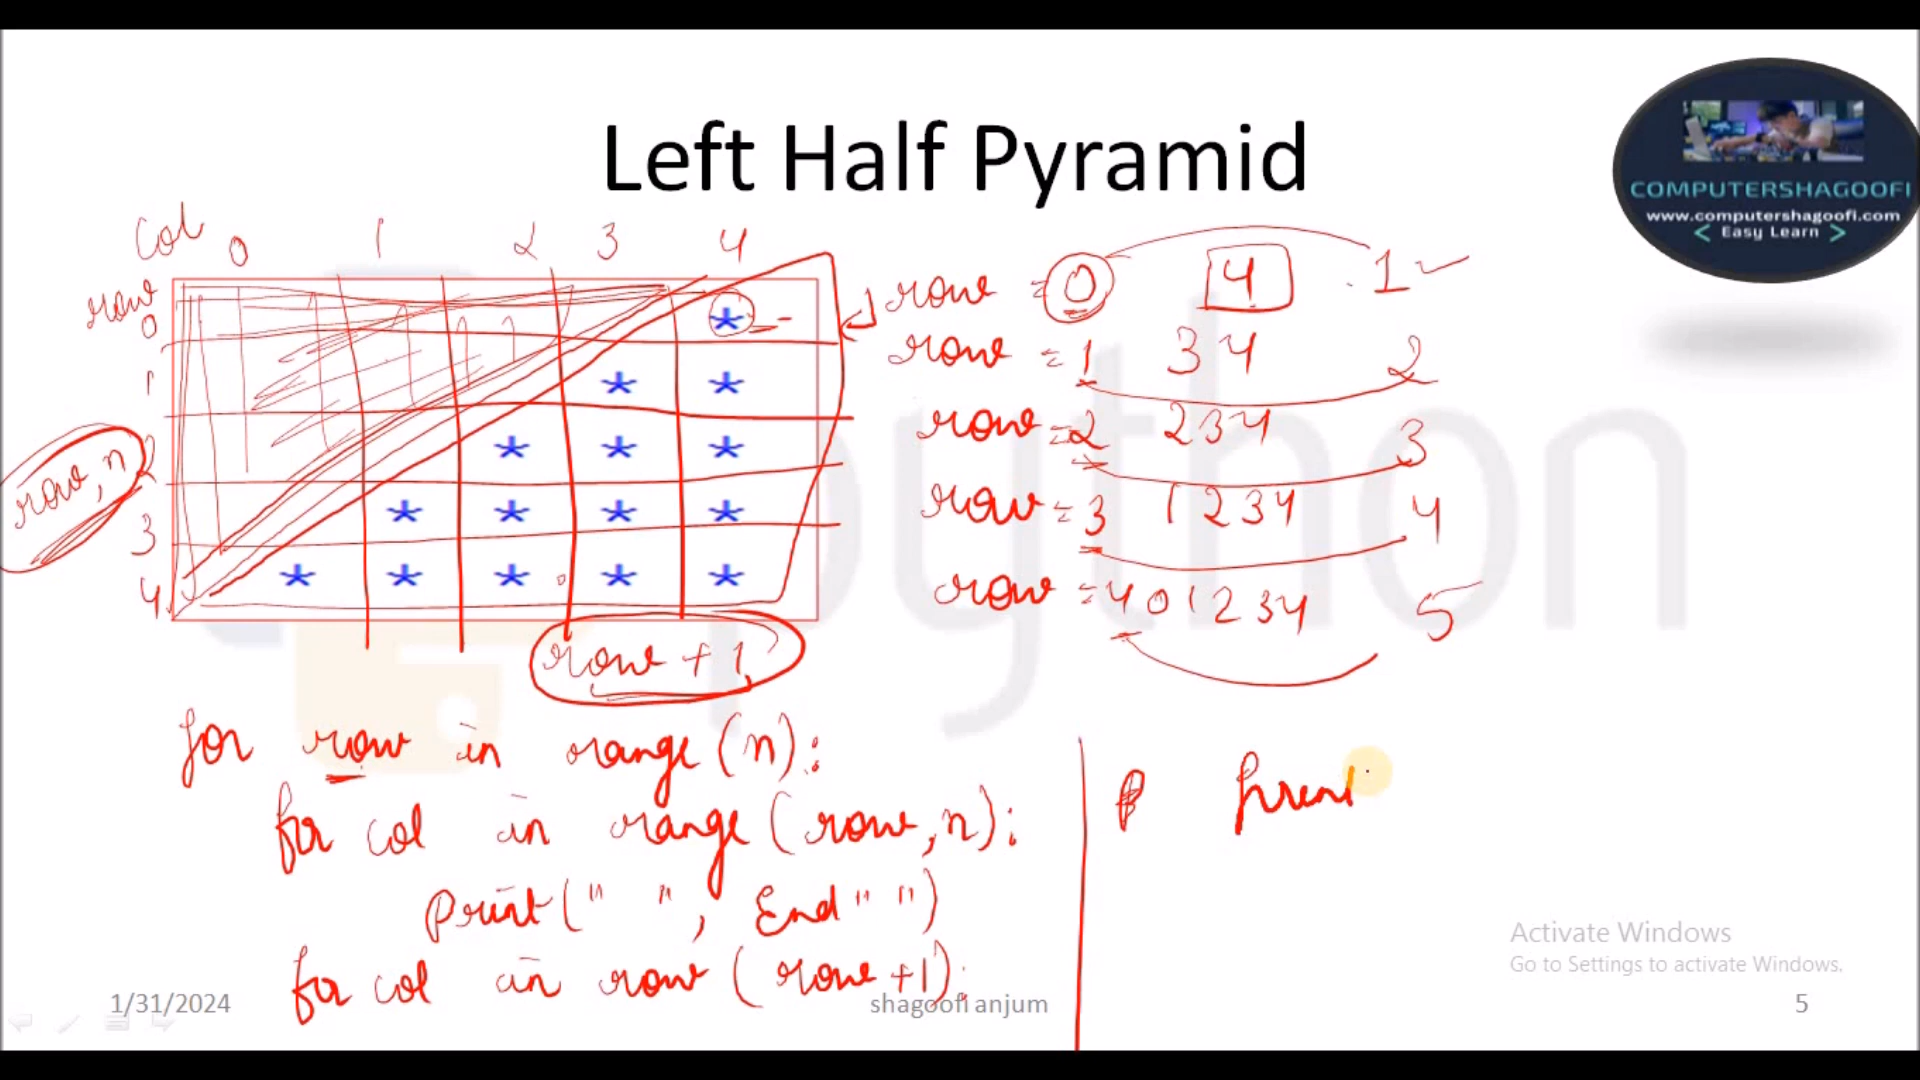 Left Half Pyramid
COMPUTERSHAGOOFI
www.computershagoofi.com
< Easy Learn >
Col 0 1 2 3 4
row
0
*
1
* *
2
* * *
3
* * * *
4
* * * * *
row, n
row + 1
row = 0 4 1
row = 1 3 4 2
row = 2 2 3 4 3
row = 3 1 2 3 4 4
row = 4 0 1 2 3 4 5
python
for row in range (n):
for col in range (row, n):
Print (" ", End " ")
for col in row (row +1):
Activate Windows
Go to Settings to activate Windows.
1/31/2024
shagoofi anjum
5